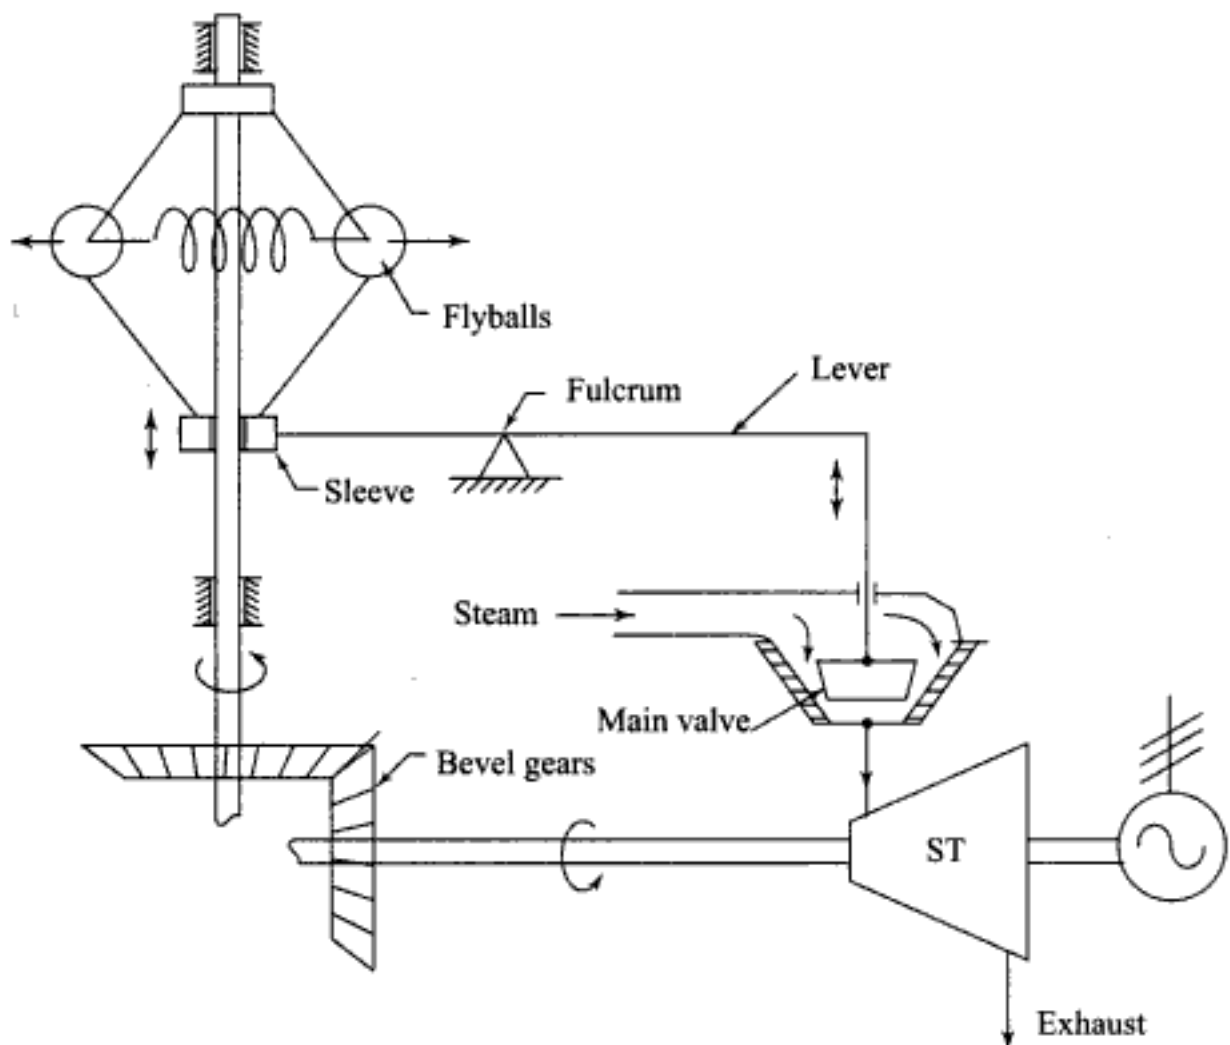 Flyballs
Fulcrum
Lever
Sleeve
Steam
Main valve
Bevel gears
ST
Exhaust